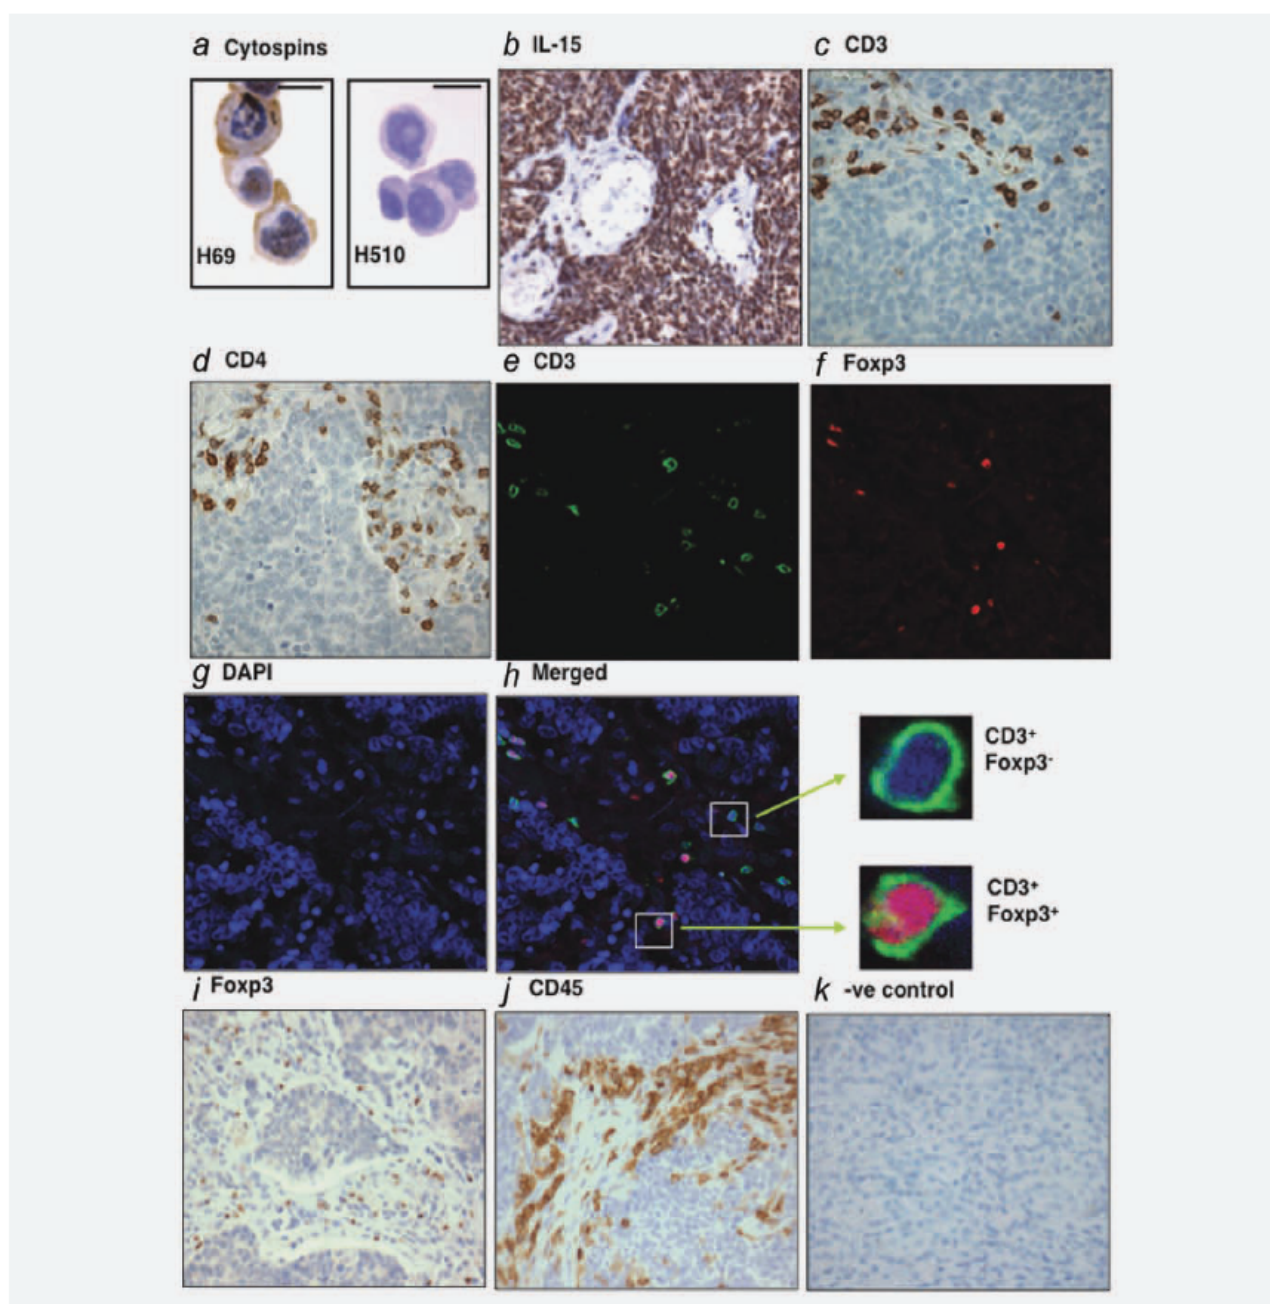 a Cytospins
b IL-15
c CD3
H69
H510
d CD4
e CD3
f Foxp3
g DAPI
h Merged
CD3⁺
Foxp3⁻
CD3⁺
Foxp3⁺
i Foxp3
j CD45
k -ve control